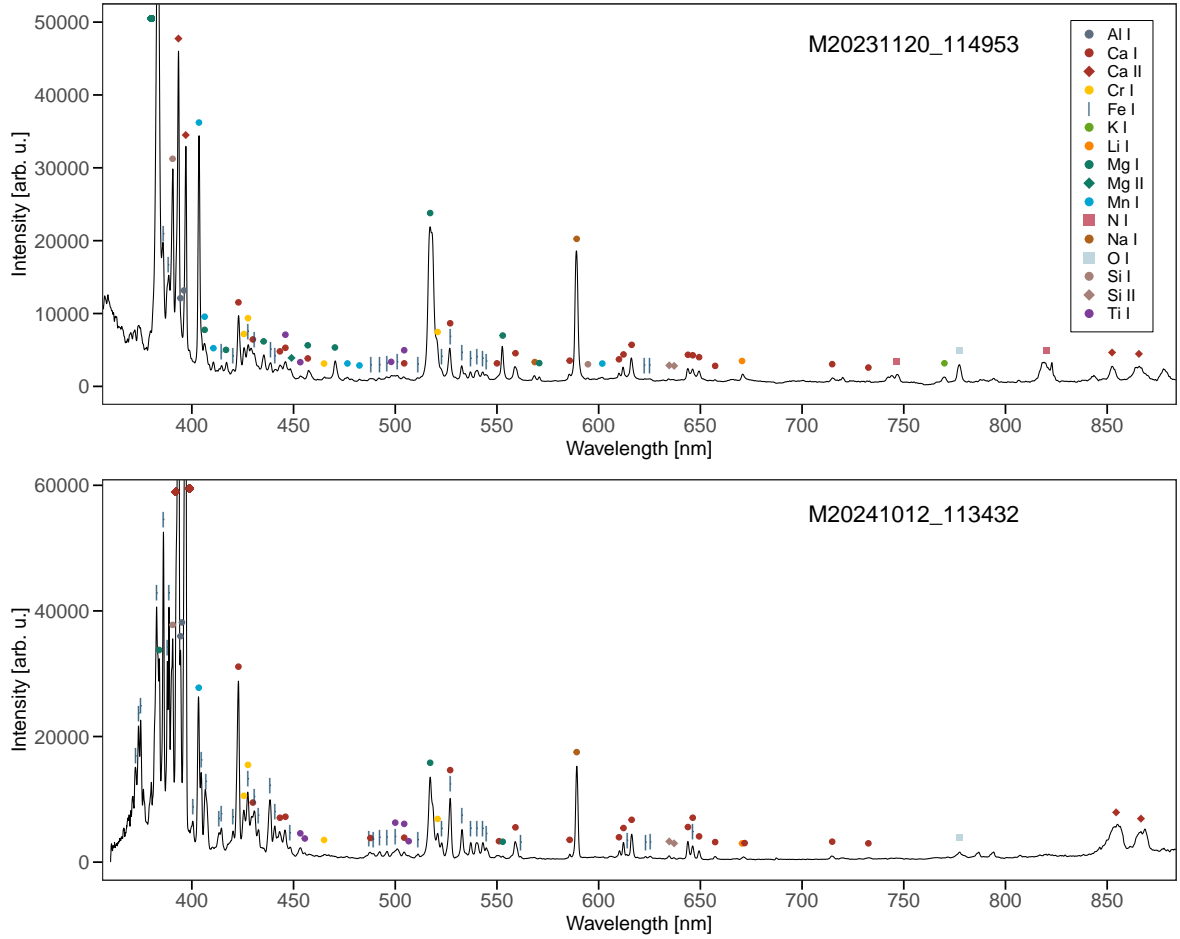 M20231120_114953
Intensity [arb. u.]
50000
40000
30000
20000
10000
0
400 450 500 550 600 650 700 750 800 850
Wavelength [nm]
Al I
Ca I
Ca II
Cr I
Fe I
K I
Li I
Mg I
Mg II
Mn I
N I
Na I
O I
Si I
Si II
Ti I
M20241012_113432
Intensity [arb. u.]
60000
40000
20000
0
400 450 500 550 600 650 700 750 800 850
Wavelength [nm]